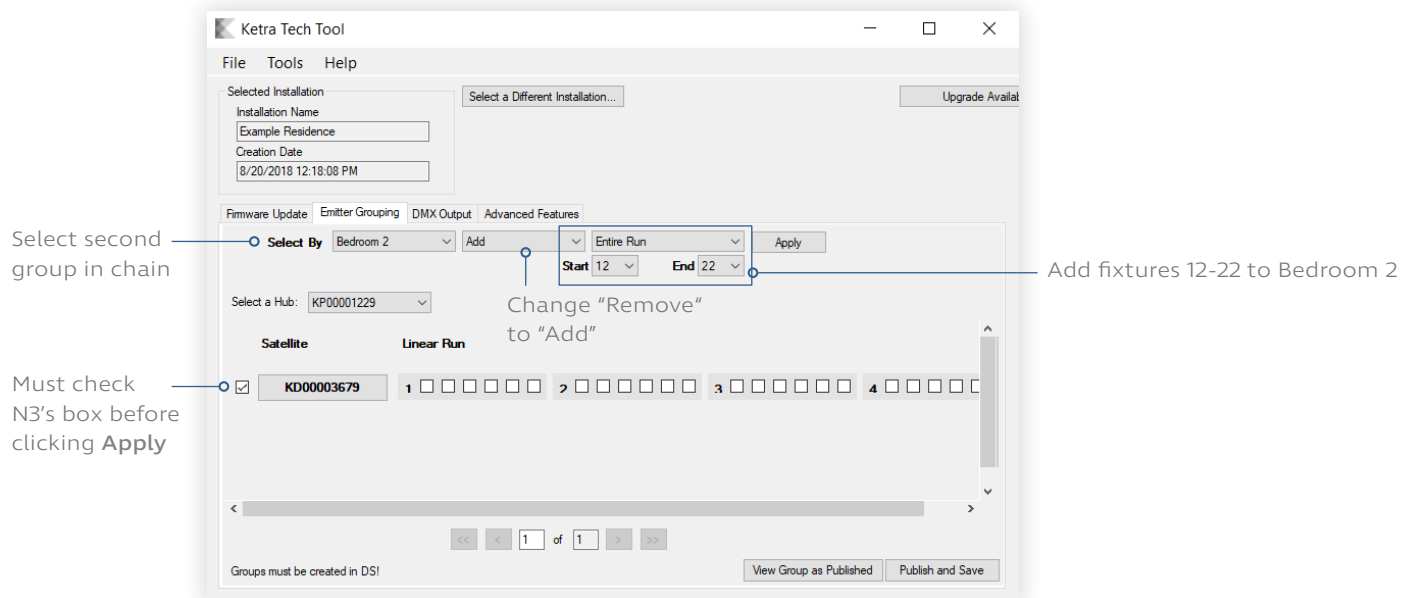 Ketra Tech Tool
File Tools Help
Selected Installation
Installation Name
Example Residence
Creation Date
8/20/2018 12:18:08 PM
Select a Different Installation...
Upgrade Availab
Firmware Update Emitter Grouping DMX Output Advanced Features
Select second
group in chain
Select By Bedroom 2 Add Entire Run Apply
Start 12 End 22
Add fixtures 12-22 to Bedroom 2
Change “Remove“
to “Add”
Select a Hub: KP00001229
Satellite Linear Run
Must check
N3's box before
clicking Apply
KD00003679 1 2 3 4
<< < 1 of 1 > >>
Groups must be created in DS! View Group as Published Publish and Save